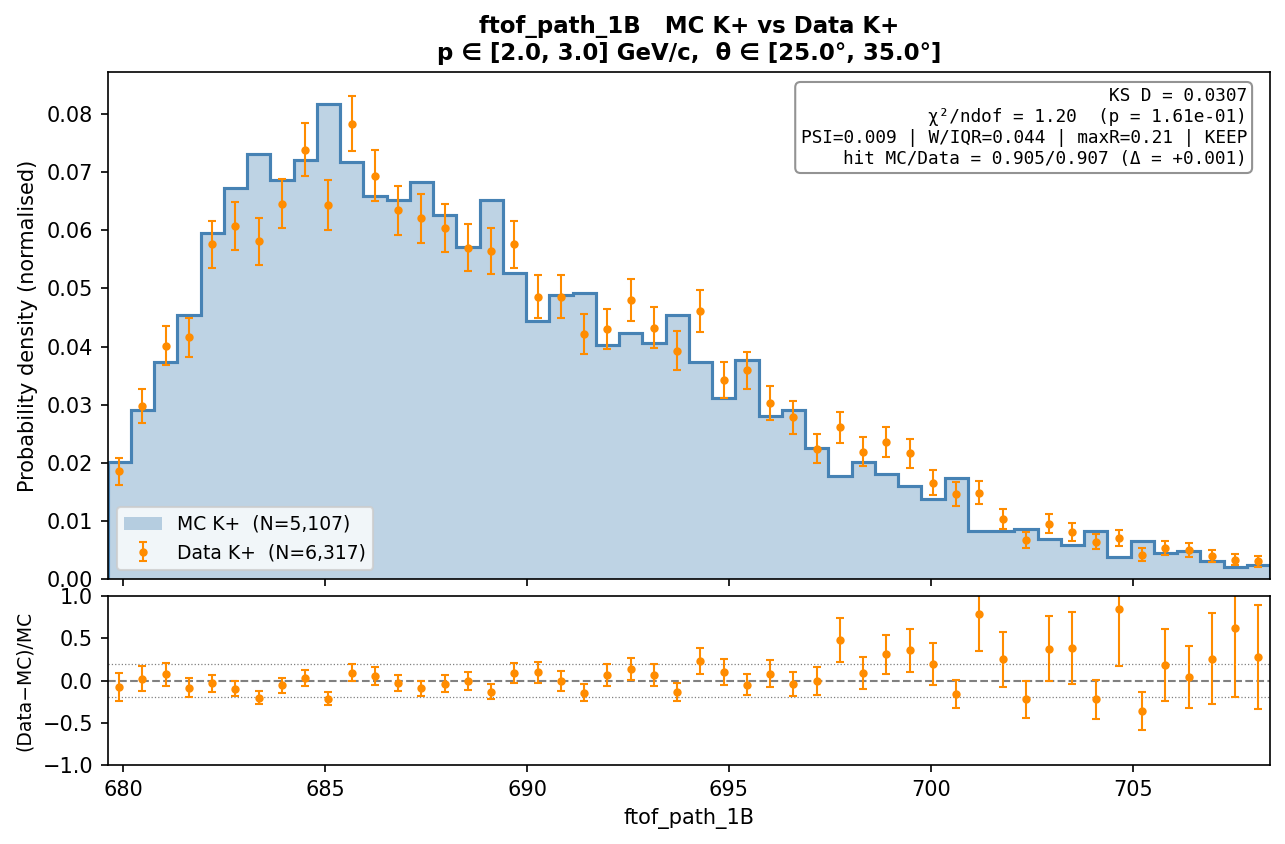 ftof_path_1B   MC K+ vs Data K+
p ∈ [2.0, 3.0] GeV/c,  θ ∈ [25.0°, 35.0°]
KS D = 0.0307
χ²/ndof = 1.20  (p = 1.61e-01)
PSI=0.009 | W/IQR=0.044 | maxR=0.21 | KEEP
hit MC/Data = 0.905/0.907 (Δ = +0.001)
Probability density (normalised)
0.08
0.07
0.06
0.05
0.04
0.03
0.02
0.01
0.00
MC K+  (N=5,107)
Data K+  (N=6,317)
(Data−MC)/MC
1.0
0.5
0.0
−0.5
−1.0
680 685 690 695 700 705
ftof_path_1B